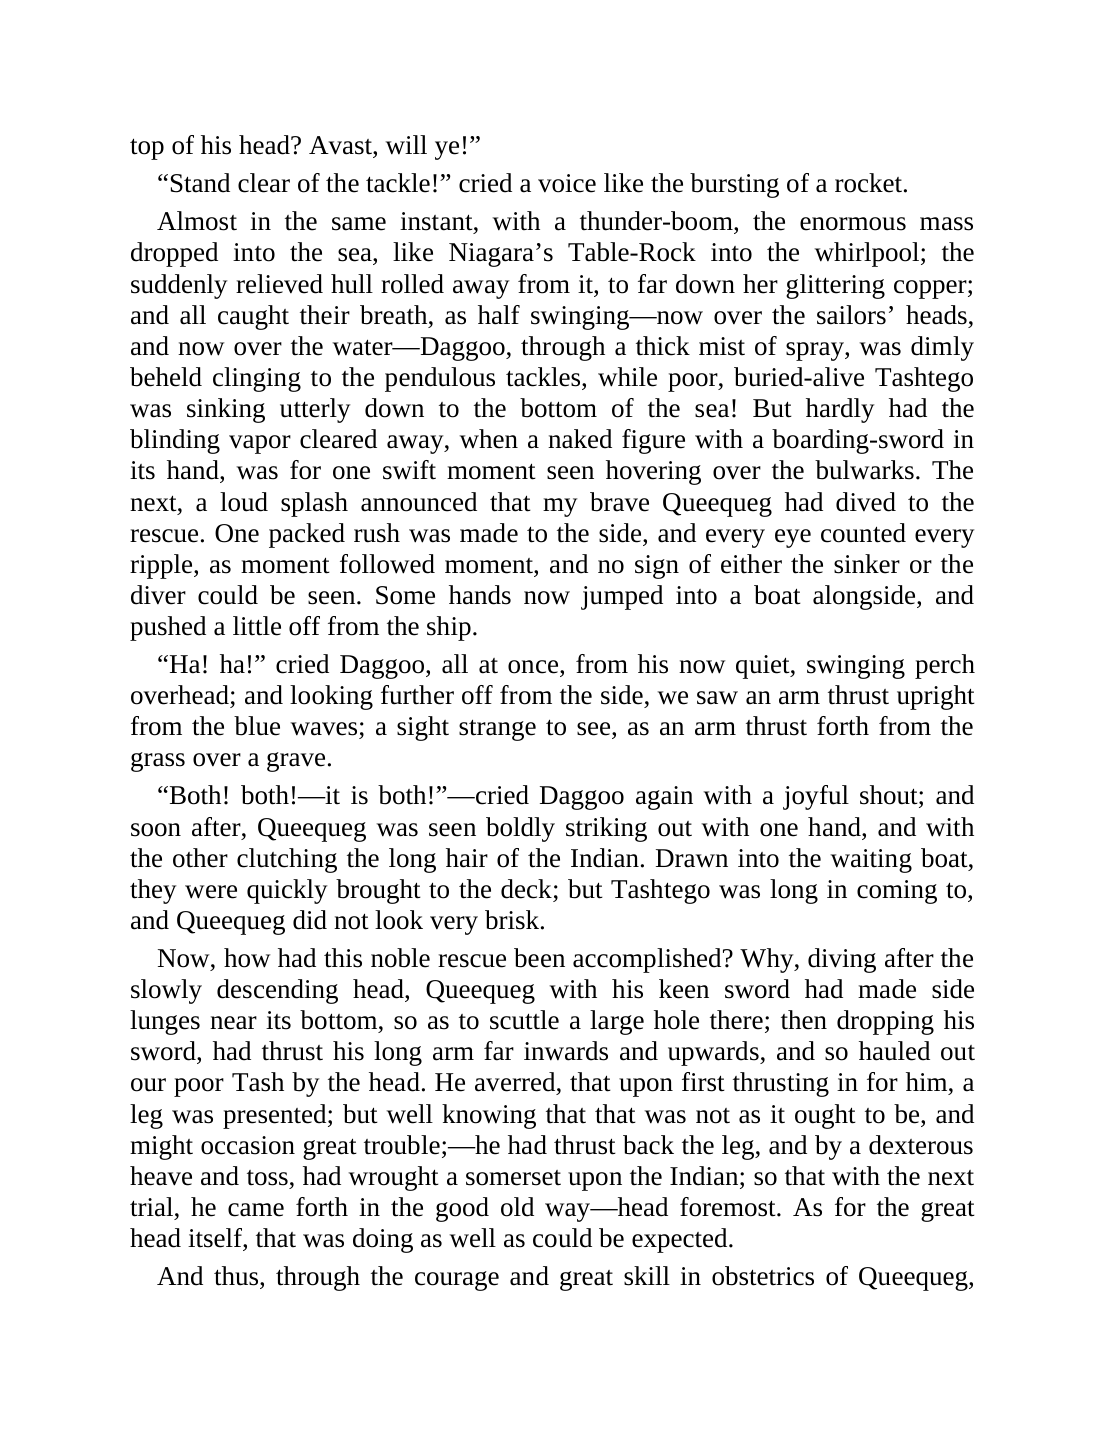 top of his head? Avast, will ye!”
“Stand clear of the tackle!” cried a voice like the bursting of a rocket.
Almost in the same instant, with a thunder-boom, the enormous mass
dropped into the sea, like Niagara’s Table-Rock into the whirlpool; the
suddenly relieved hull rolled away from it, to far down her glittering copper;
and all caught their breath, as half swinging—now over the sailors’ heads,
and now over the water—Daggoo, through a thick mist of spray, was dimly
beheld clinging to the pendulous tackles, while poor, buried-alive Tashtego
was sinking utterly down to the bottom of the sea! But hardly had the
blinding vapor cleared away, when a naked figure with a boarding-sword in
its hand, was for one swift moment seen hovering over the bulwarks. The
next, a loud splash announced that my brave Queequeg had dived to the
rescue. One packed rush was made to the side, and every eye counted every
ripple, as moment followed moment, and no sign of either the sinker or the
diver could be seen. Some hands now jumped into a boat alongside, and
pushed a little off from the ship.
“Ha! ha!” cried Daggoo, all at once, from his now quiet, swinging perch
overhead; and looking further off from the side, we saw an arm thrust upright
from the blue waves; a sight strange to see, as an arm thrust forth from the
grass over a grave.
“Both! both!—it is both!”—cried Daggoo again with a joyful shout; and
soon after, Queequeg was seen boldly striking out with one hand, and with
the other clutching the long hair of the Indian. Drawn into the waiting boat,
they were quickly brought to the deck; but Tashtego was long in coming to,
and Queequeg did not look very brisk.
Now, how had this noble rescue been accomplished? Why, diving after the
slowly descending head, Queequeg with his keen sword had made side
lunges near its bottom, so as to scuttle a large hole there; then dropping his
sword, had thrust his long arm far inwards and upwards, and so hauled out
our poor Tash by the head. He averred, that upon first thrusting in for him, a
leg was presented; but well knowing that that was not as it ought to be, and
might occasion great trouble;—he had thrust back the leg, and by a dexterous
heave and toss, had wrought a somerset upon the Indian; so that with the next
trial, he came forth in the good old way—head foremost. As for the great
head itself, that was doing as well as could be expected.
And thus, through the courage and great skill in obstetrics of Queequeg,